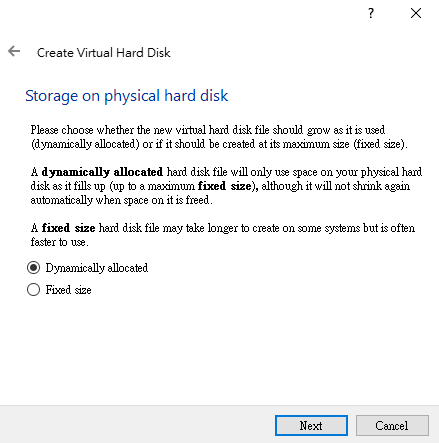 ?
Create Virtual Hard Disk
Storage on physical hard disk
Please choose whether the new virtual hard disk file should grow as it is used
(dynamically allocated) or if it should be created at its maximum size (fixed size).
A dynamically allocated hard disk file will only use space on your physical hard
disk as it fills up (up to a maximum fixed size), although it will not shrink again
automatically when space on it is freed.
A fixed size hard disk file may take longer to create on some systems but is often
faster to use.
Dynamically allocated
Fixed size
Next
Cancel